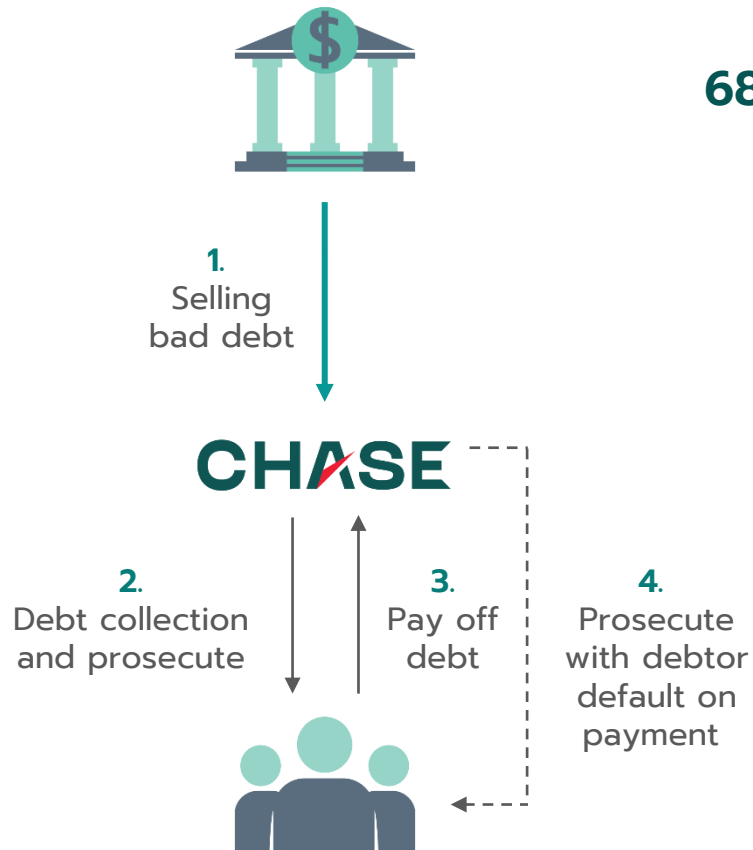 $
68
1.
Selling
bad debt
CHASE
2.
Debt collection
and prosecute
3.
Pay off
debt
4.
Prosecute
with debtor
default on
payment